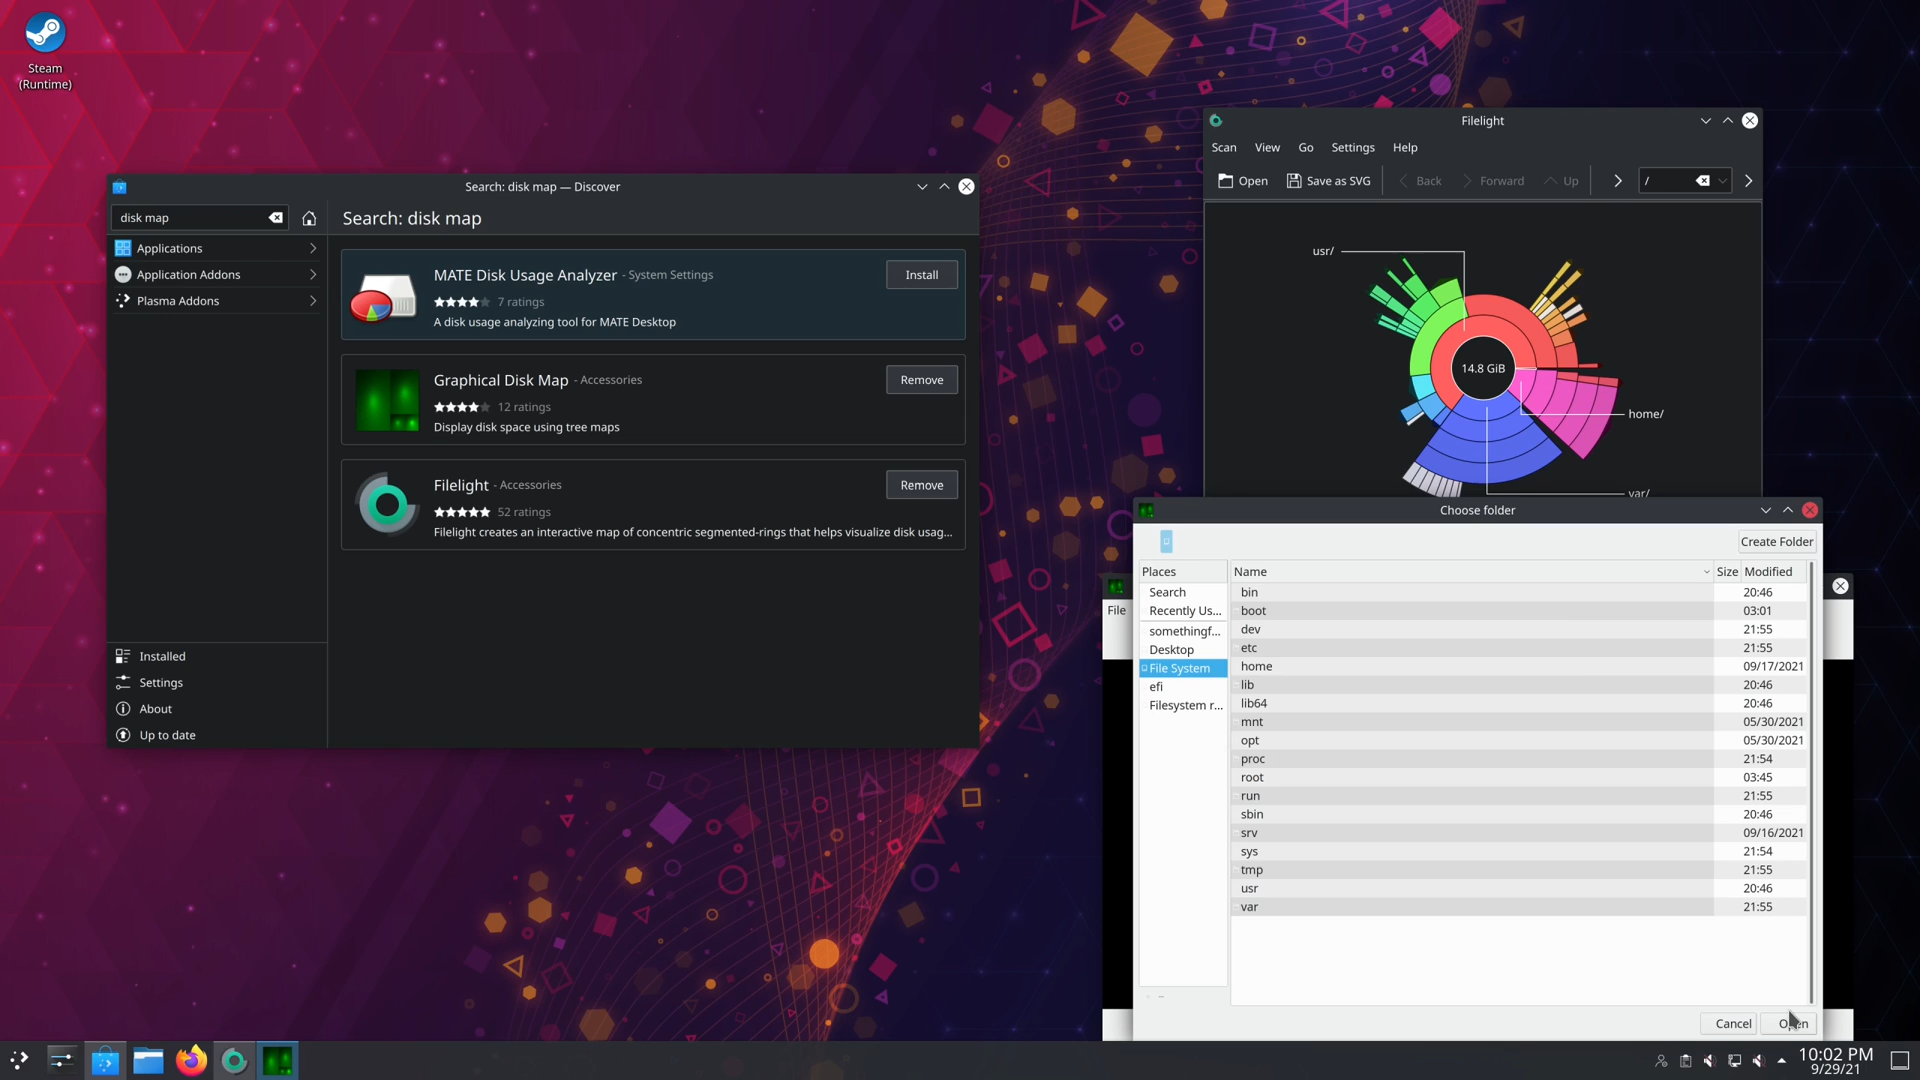 Steam
(Runtime)
Search: disk map — Discover
disk map
Search: disk map
Applications
Application Addons
Plasma Addons
MATE Disk Usage Analyzer - System Settings
Install
7 ratings
A disk usage analyzing tool for MATE Desktop
Graphical Disk Map - Accessories
Remove
12 ratings
Display disk space using tree maps
Filelight - Accessories
Remove
52 ratings
Filelight creates an interactive map of concentric segmented-rings that helps visualize disk usag...
Installed
Settings
About
Up to date
Filelight
Scan View Go Settings Help
Open Save as SVG Back Forward Up /
usr/
14.8 GiB
home/
var/
Choose folder
Create Folder
File
Places
Search
Recently Us...
somethingf...
Desktop
File System
efi
Filesystem r...
Name Size Modified
bin 20:46
boot 03:01
dev 21:55
etc 21:55
home 09/17/2021
lib 20:46
lib64 20:46
mnt 05/30/2021
opt 05/30/2021
proc 21:54
root 03:45
run 21:55
sbin 20:46
srv 09/16/2021
sys 21:54
tmp 21:55
usr 20:46
var 21:55
Cancel Open
10:02 PM
9/29/21